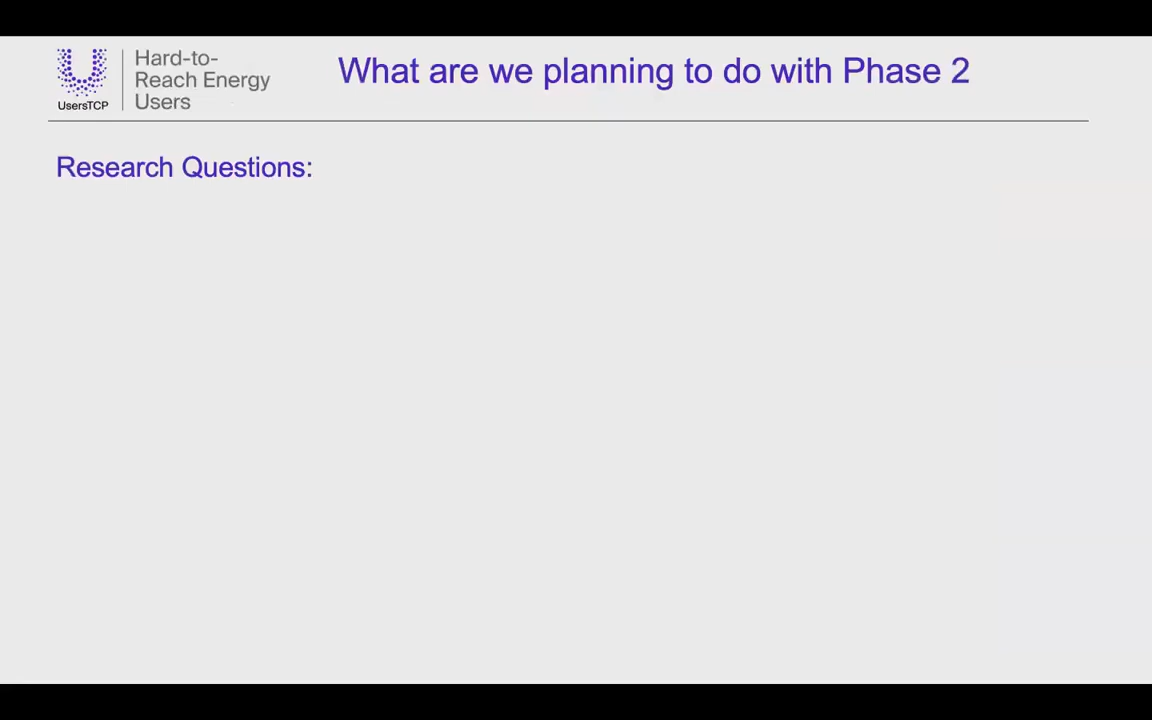 Hard-to-
Reach Energy
Users
UsersTCP
What are we planning to do with Phase 2
Research Questions: